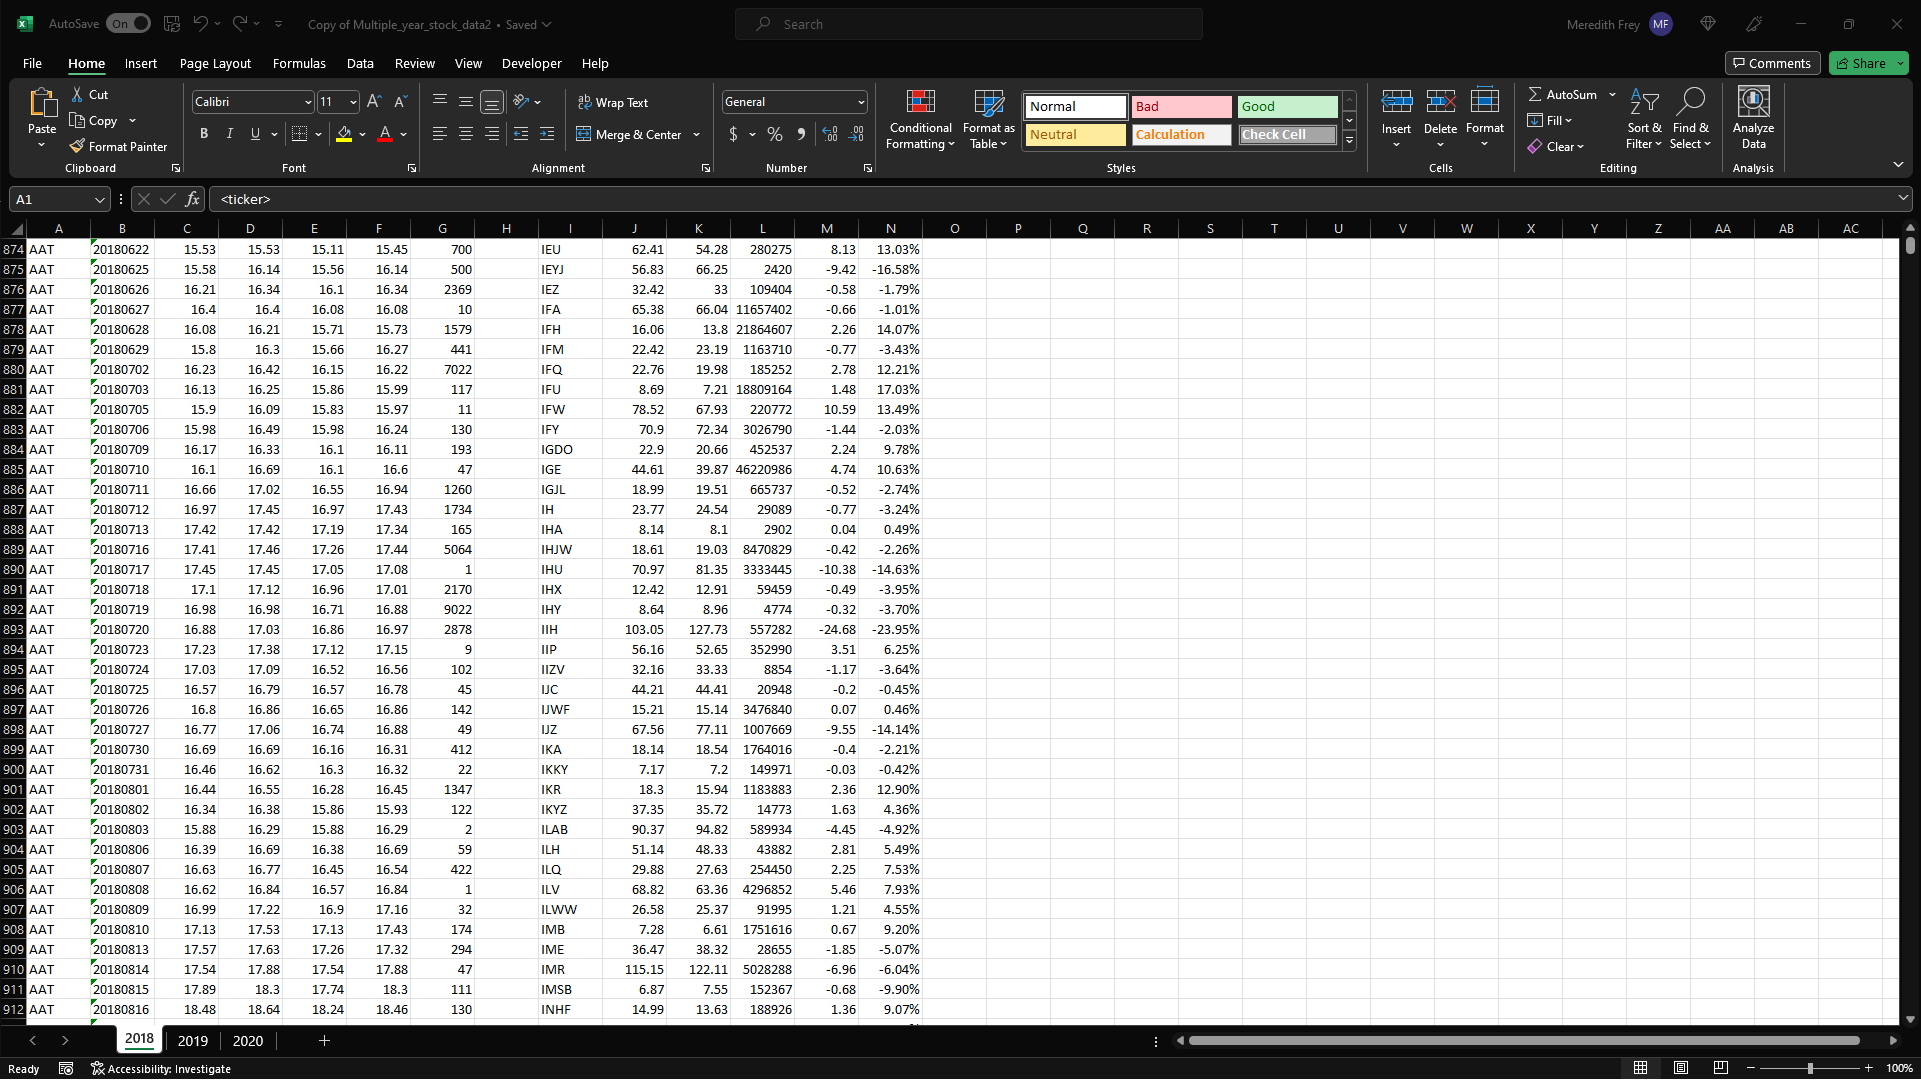 AutoSave On Copy of Multiple_year_stock_data2 • Saved Search Meredith Frey MF
File Home Insert Page Layout Formulas Data Review View Developer Help Comments Share
Paste Cut Copy Format Painter Clipboard
Calibri 11 B I U A A A Font
Wrap Text Merge & Center Alignment
General $ % Number
Conditional Formatting Format as Table Normal Bad Good Neutral Calculation Check Cell Styles
Insert Delete Format Cells
AutoSum Fill Clear Sort & Filter Find & Select Editing
Analyze Data Analysis
A1 fx <ticker>
A B C D E F G H I J K L M N O P Q R S T U V W X Y Z AA AB AC
874 AAT 20180622 15.53 15.53 15.11 15.45 700 IEU 62.41 54.28 280275 8.13 13.03%
875 AAT 20180625 15.58 16.14 15.56 16.14 500 IEYJ 56.83 66.25 2420 -9.42 -16.58%
876 AAT 20180626 16.21 16.34 16.1 16.34 2369 IEZ 32.42 33 109404 -0.58 -1.79%
877 AAT 20180627 16.4 16.4 16.08 16.08 10 IFA 65.38 66.04 11657402 -0.66 -1.01%
878 AAT 20180628 16.08 16.21 15.71 15.73 1579 IFH 16.06 13.8 21864607 2.26 14.07%
879 AAT 20180629 15.8 16.3 15.66 16.27 441 IFM 22.42 23.19 1163710 -0.77 -3.43%
880 AAT 20180702 16.23 16.42 16.15 16.22 7022 IFQ 22.76 19.98 185252 2.78 12.21%
881 AAT 20180703 16.13 16.25 15.86 15.99 117 IFU 8.69 7.21 18809164 1.48 17.03%
882 AAT 20180705 15.9 16.09 15.83 15.97 11 IFW 78.52 67.93 220772 10.59 13.49%
883 AAT 20180706 15.98 16.49 15.98 16.24 130 IFY 70.9 72.34 3026790 -1.44 -2.03%
884 AAT 20180709 16.17 16.33 16.1 16.11 193 IGDO 22.9 20.66 452537 2.24 9.78%
885 AAT 20180710 16.1 16.69 16.1 16.6 47 IGE 44.61 39.87 46220986 4.74 10.63%
886 AAT 20180711 16.66 17.02 16.55 16.94 1260 IGJL 18.99 19.51 665737 -0.52 -2.74%
887 AAT 20180712 16.97 17.45 16.97 17.43 1734 IH 23.77 24.54 29089 -0.77 -3.24%
888 AAT 20180713 17.42 17.42 17.19 17.34 165 IHA 8.14 8.1 2902 0.04 0.49%
889 AAT 20180716 17.41 17.46 17.26 17.44 5064 IHJW 18.61 19.03 8470829 -0.42 -2.26%
890 AAT 20180717 17.45 17.45 17.05 17.08 1 IHU 70.97 81.35 3333445 -10.38 -14.63%
891 AAT 20180718 17.1 17.12 16.96 17.01 2170 IHX 12.42 12.91 59459 -0.49 -3.95%
892 AAT 20180719 16.98 16.98 16.71 16.88 9022 IHY 8.64 8.96 4774 -0.32 -3.70%
893 AAT 20180720 16.88 17.03 16.86 16.97 2878 IIH 103.05 127.73 557282 -24.68 -23.95%
894 AAT 20180723 17.23 17.38 17.12 17.15 9 IIP 56.16 52.65 352990 3.51 6.25%
895 AAT 20180724 17.03 17.09 16.52 16.56 102 IIZV 32.16 33.33 8854 -1.17 -3.64%
896 AAT 20180725 16.57 16.79 16.57 16.78 45 IJC 44.21 44.41 20948 -0.2 -0.45%
897 AAT 20180726 16.8 16.86 16.65 16.86 142 IJWF 15.21 15.14 3476840 0.07 0.46%
898 AAT 20180727 16.77 17.06 16.74 16.88 49 IJZ 67.56 77.11 1007669 -9.55 -14.14%
899 AAT 20180730 16.69 16.69 16.16 16.31 412 IKA 18.14 18.54 1764016 -0.4 -2.21%
900 AAT 20180731 16.46 16.62 16.3 16.32 22 IKKY 7.17 7.2 149971 -0.03 -0.42%
901 AAT 20180801 16.44 16.55 16.28 16.45 1347 IKR 18.3 15.94 1183883 2.36 12.90%
902 AAT 20180802 16.34 16.38 15.86 15.93 122 IKYZ 37.35 35.72 14773 1.63 4.36%
903 AAT 20180803 15.88 16.29 15.88 16.29 2 ILAB 90.37 94.82 589934 -4.45 -4.92%
904 AAT 20180806 16.39 16.69 16.38 16.69 59 ILH 51.14 48.33 43882 2.81 5.49%
905 AAT 20180807 16.63 16.77 16.45 16.54 422 ILQ 29.88 27.63 254450 2.25 7.53%
906 AAT 20180808 16.62 16.84 16.57 16.84 1 ILV 68.82 63.36 4296852 5.46 7.93%
907 AAT 20180809 16.99 17.22 16.9 17.16 32 ILWW 26.58 25.37 91995 1.21 4.55%
908 AAT 20180810 17.13 17.53 17.13 17.43 174 IMB 7.28 6.61 1751616 0.67 9.20%
909 AAT 20180813 17.57 17.63 17.26 17.32 294 IME 36.47 38.32 28655 -1.85 -5.07%
910 AAT 20180814 17.54 17.88 17.54 17.88 47 IMR 115.15 122.11 5028288 -6.96 -6.04%
911 AAT 20180815 17.89 18.3 17.74 18.3 111 IMSB 6.87 7.55 152367 -0.68 -9.90%
912 AAT 20180816 18.48 18.64 18.24 18.46 130 INHF 14.99 13.63 188926 1.36 9.07%
2018 2019 2020
Ready Accessibility: Investigate 100%